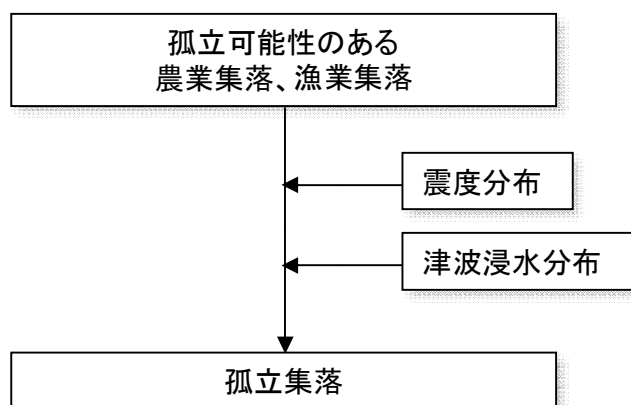 孤立可能性のある
農業集落、漁業集落
震度分布
津波浸水分布
孤立集落